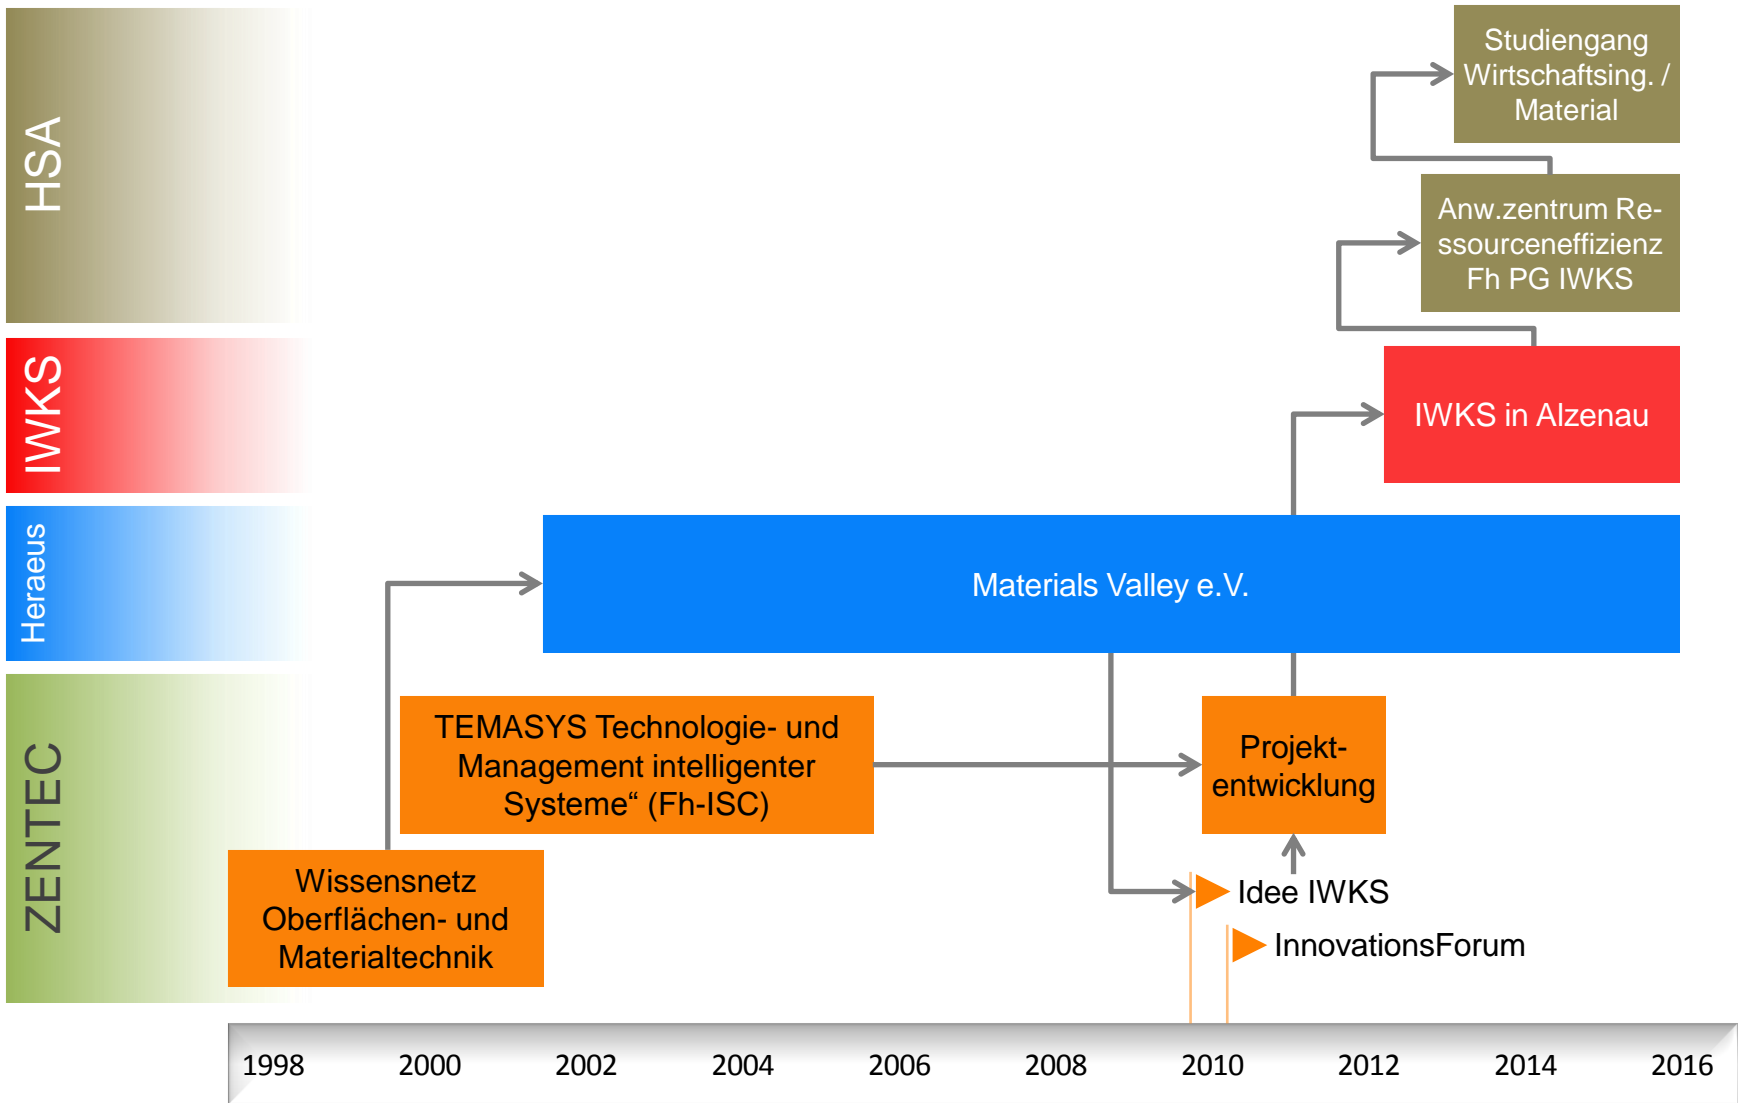 HSA
Studiengang
Wirtschaftsing. /
Material
Anw.zentrum Re-
ssourceneffizienz
Fh PG IWKS
IWKS
IWKS in Alzenau
Heraeus
Materials Valley e.V.
ZENTEC
TEMASYS Technologie- und
Management intelligenter
Systeme“ (Fh-ISC)
Projekt-
entwicklung
Wissensnetz
Oberflächen- und
Materialtechnik
Idee IWKS
InnovationsForum
1998 2000 2002 2004 2006 2008 2010 2012 2014 2016